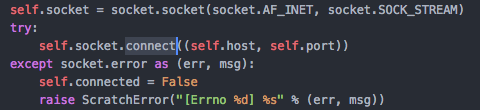 self.socket = socket.socket(socket.AF_INET, socket.SOCK_STREAM)
try:
    self.socket.connect((self.host, self.port))
except socket.error as (err, msg):
    self.connected = False
    raise ScratchError("[Errno %d] %s" % (err, msg))